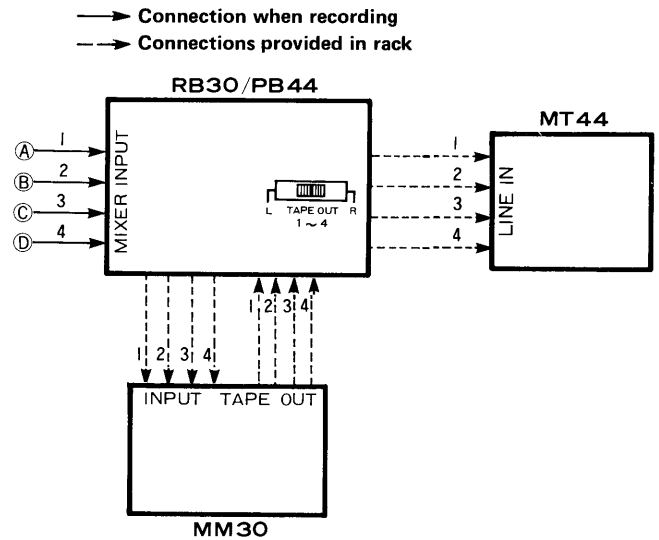 Connection when recording
Connections provided in rack
RB30/PB44
MT44
Ⓐ 1
Ⓑ 2
Ⓒ 3
Ⓓ 4
MIXER INPUT
L TAPE OUT R
1~4
1
2
3
4
LINE IN
1 2 3 4
1 2 3 4
INPUT TAPE OUT
MM30